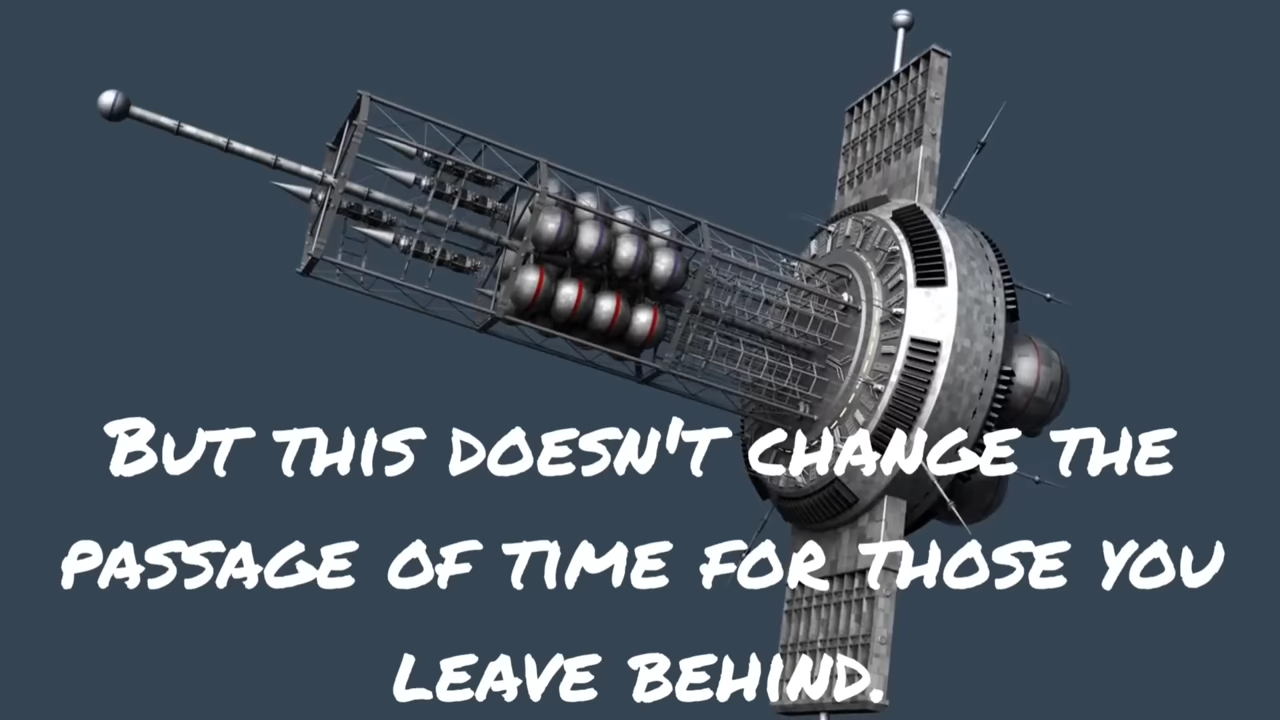 But this doesn't change the
passage of time for those you
leave behind.